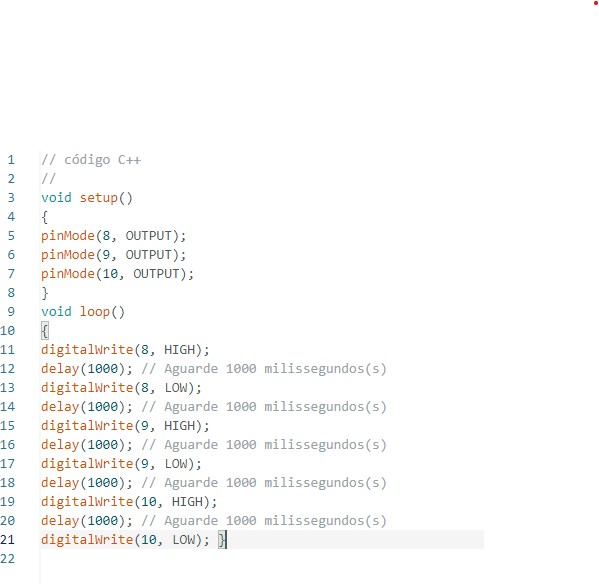 1 // código C++
2 //
3 void setup()
4 {
5 pinMode(8, OUTPUT);
6 pinMode(9, OUTPUT);
7 pinMode(10, OUTPUT);
8 }
9 void loop()
10 {
11 digitalWrite(8, HIGH);
12 delay(1000); // Aguarde 1000 milissegundos(s)
13 digitalWrite(8, LOW);
14 delay(1000); // Aguarde 1000 milissegundos(s)
15 digitalWrite(9, HIGH);
16 delay(1000); // Aguarde 1000 milissegundos(s)
17 digitalWrite(9, LOW);
18 delay(1000); // Aguarde 1000 milissegundos(s)
19 digitalWrite(10, HIGH);
20 delay(1000); // Aguarde 1000 milissegundos(s)
21 digitalWrite(10, LOW); }
22